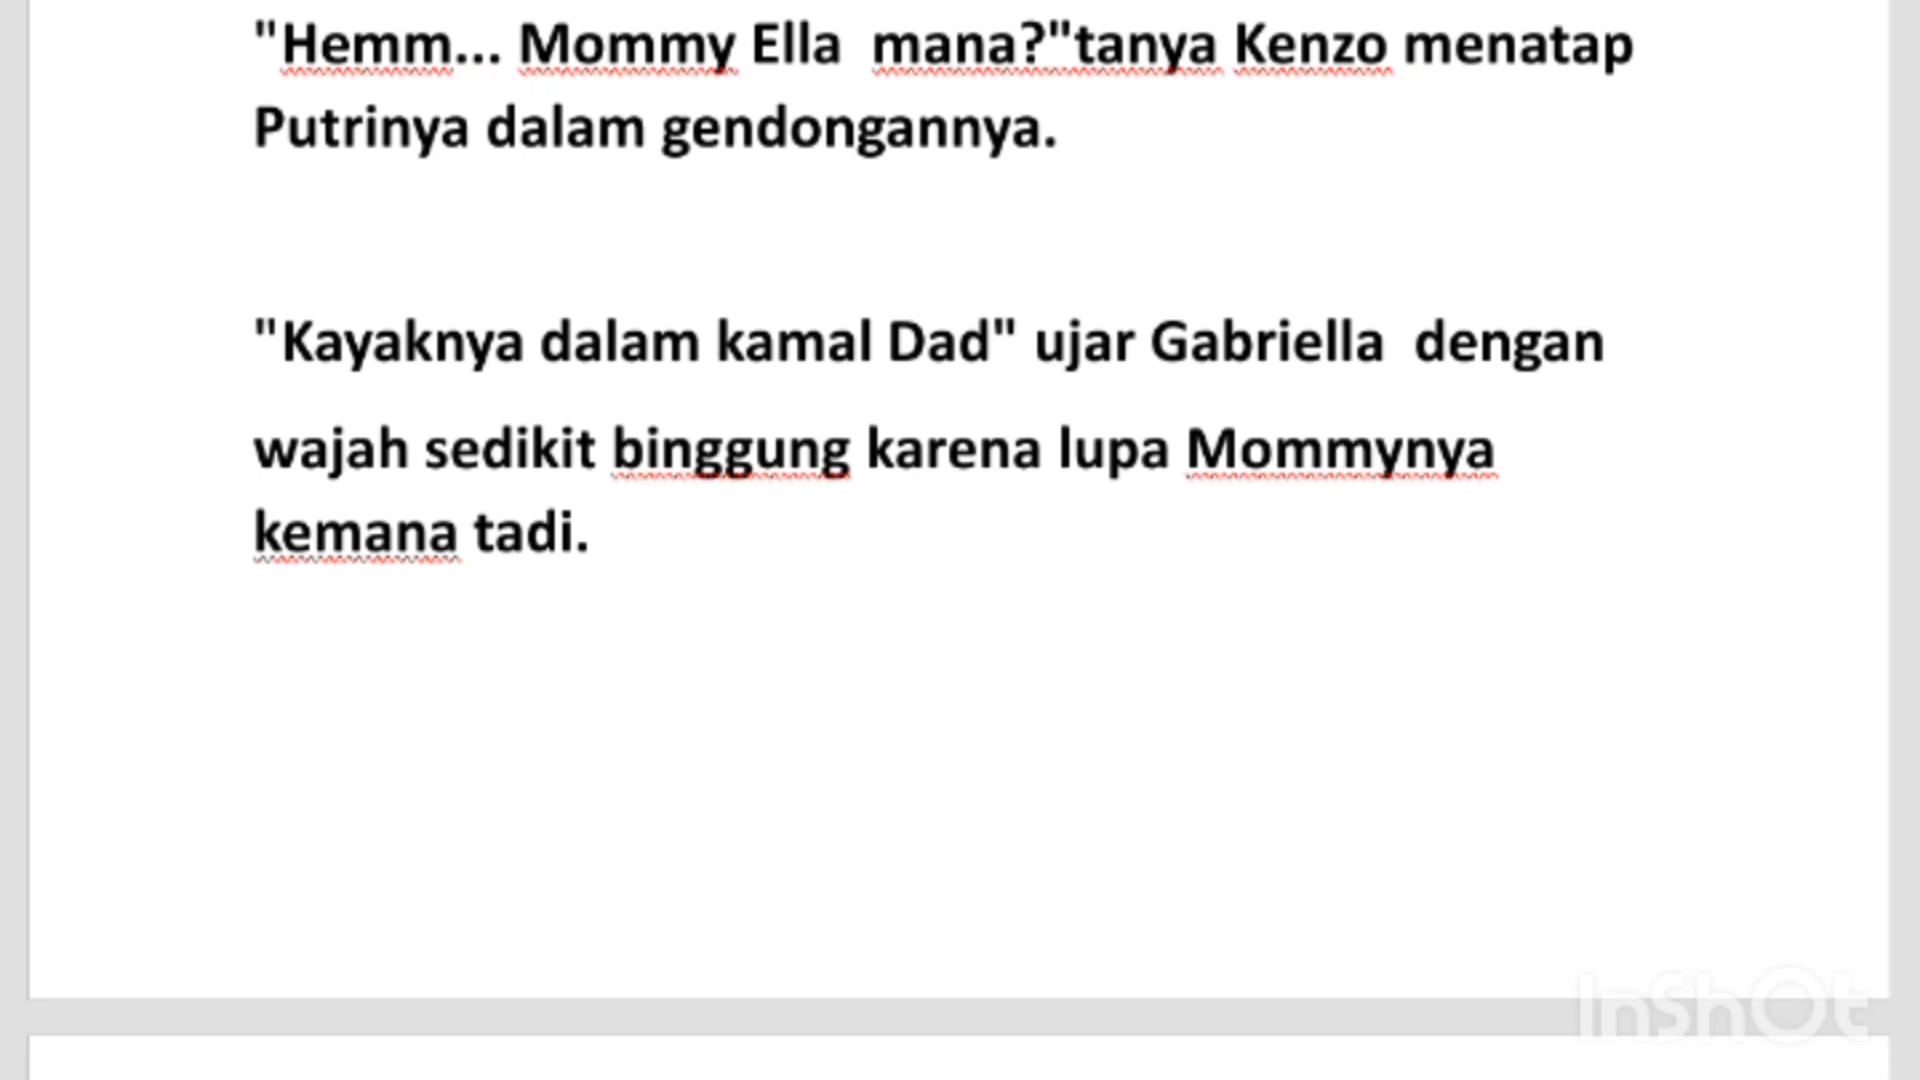 "Hemm... Mommy Ella  mana?"tanya Kenzo menatap
Putrinya dalam gendongannya.
"Kayaknya dalam kamal Dad" ujar Gabriella  dengan
wajah sedikit binggung karena lupa Mommynya
kemana tadi.
InShOt